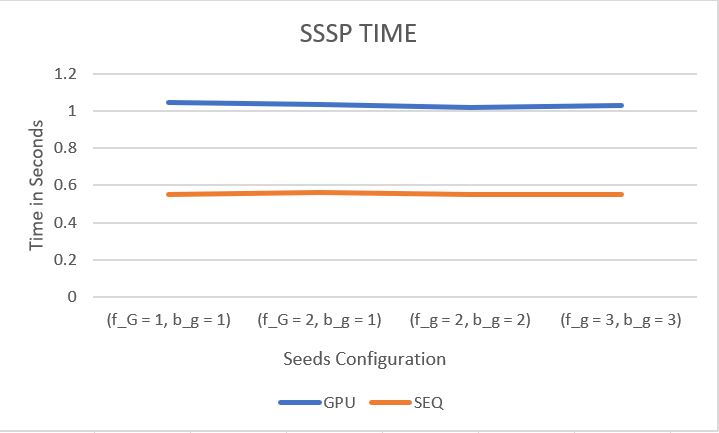 SSSP TIME
1.2
1
0.8
0.6
0.4
0.2
0
Time in Seconds
(f_G = 1, b_g = 1) (f_G = 2, b_g = 1) (f_g = 2, b_g = 2) (f_g = 3, b_g = 3)
Seeds Configuration
GPU SEQ